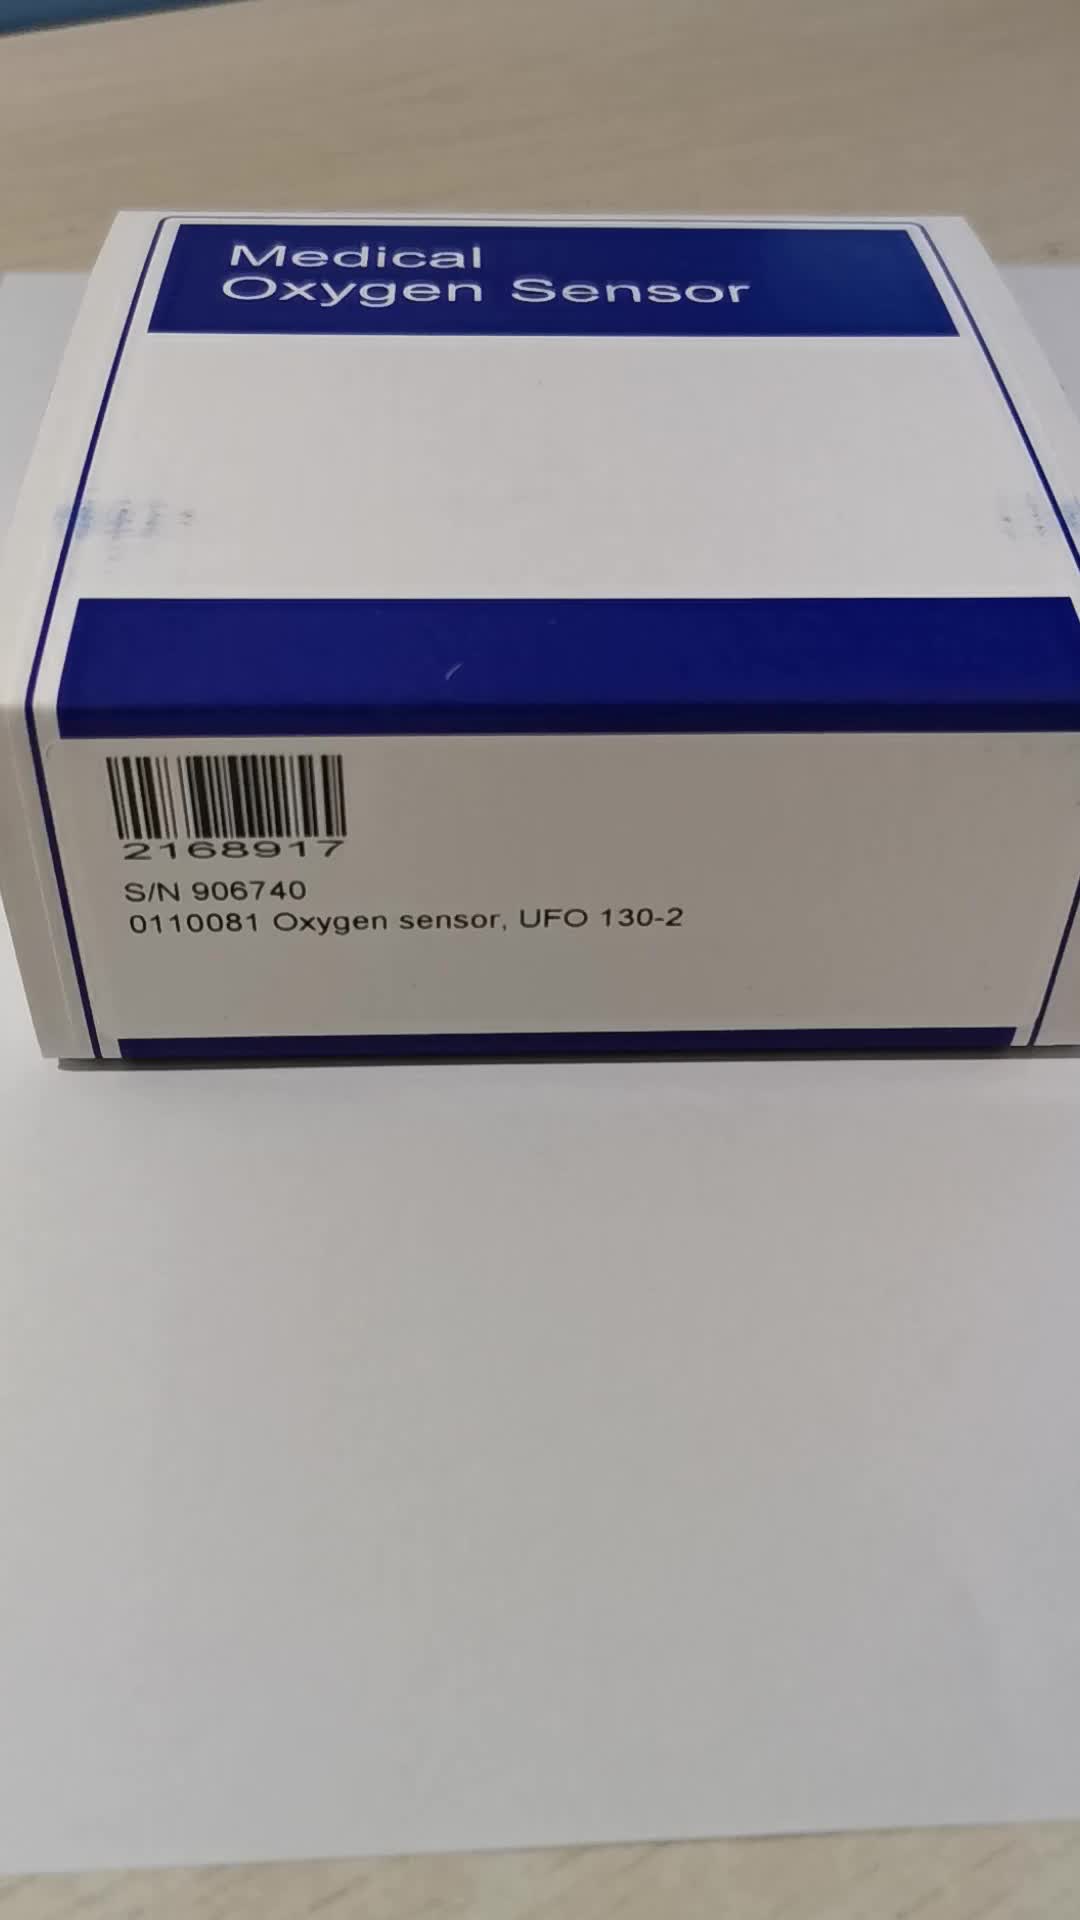 Medical
Oxygen Sensor
2168917
S/N 906740
0110081 Oxygen sensor, UFO 130-2